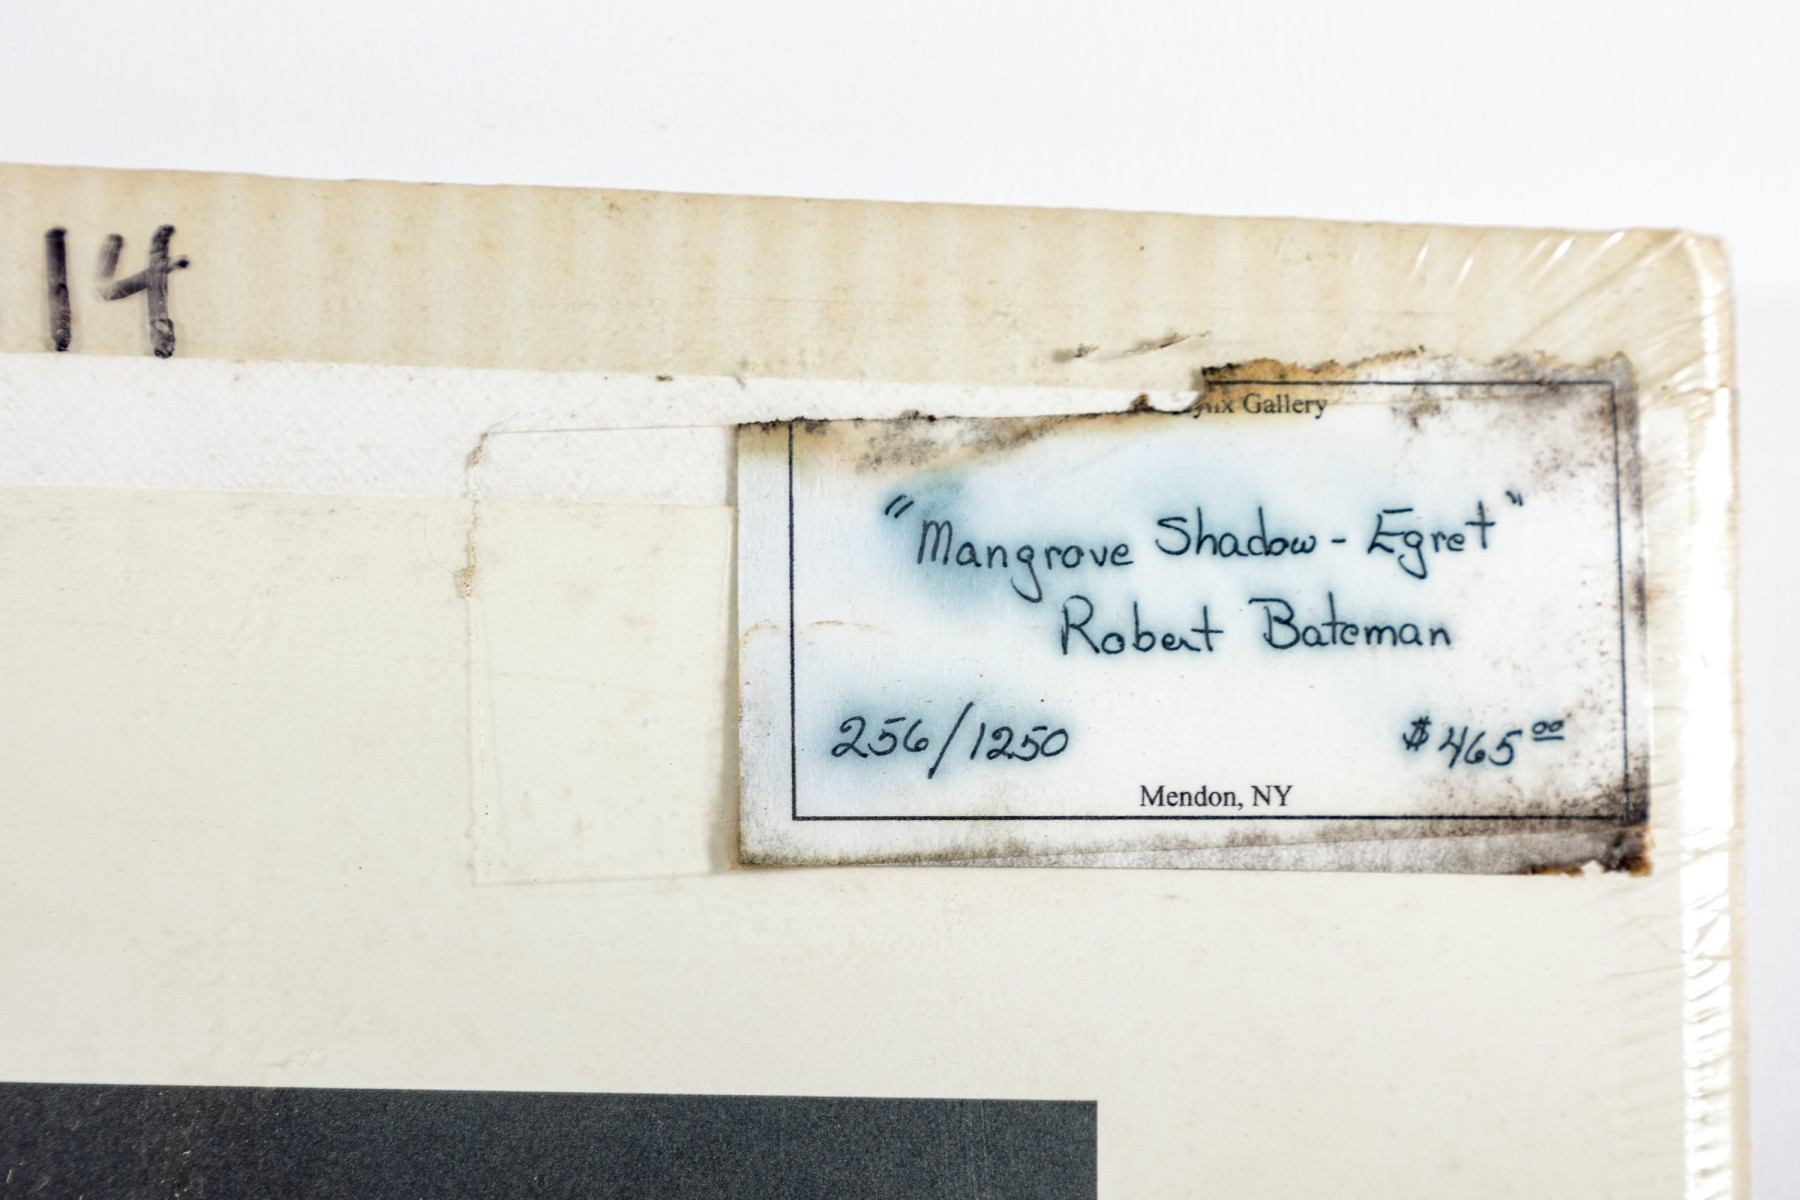 14
Gallery
"Mangrove Shadow - Egret"
Robert Bateman
256/1250 $465.00
Mendon, NY